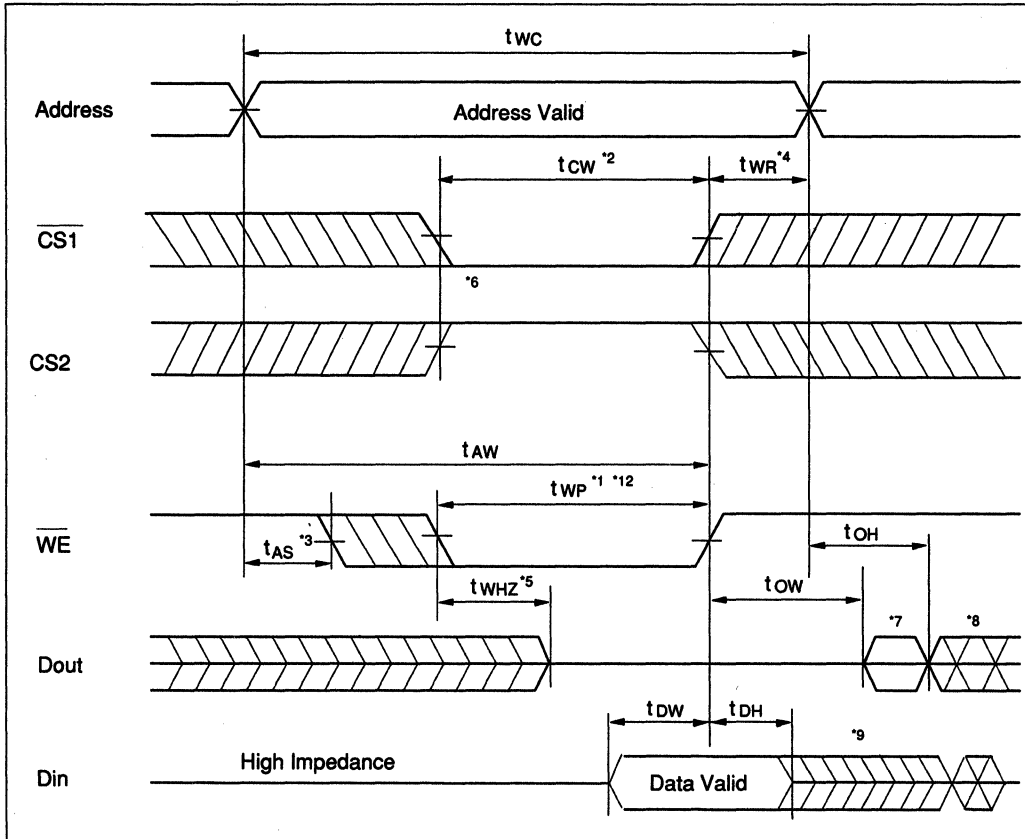 tWC
Address
Address Valid
tCW *2
tWR *4
CS1
*6
CS2
tAW
tWP *1 *12
WE
tAS *3
tOH
tWHZ *5
tOW
*7
*8
Dout
tDW
tDH
*9
High Impedance
Din
Data Valid